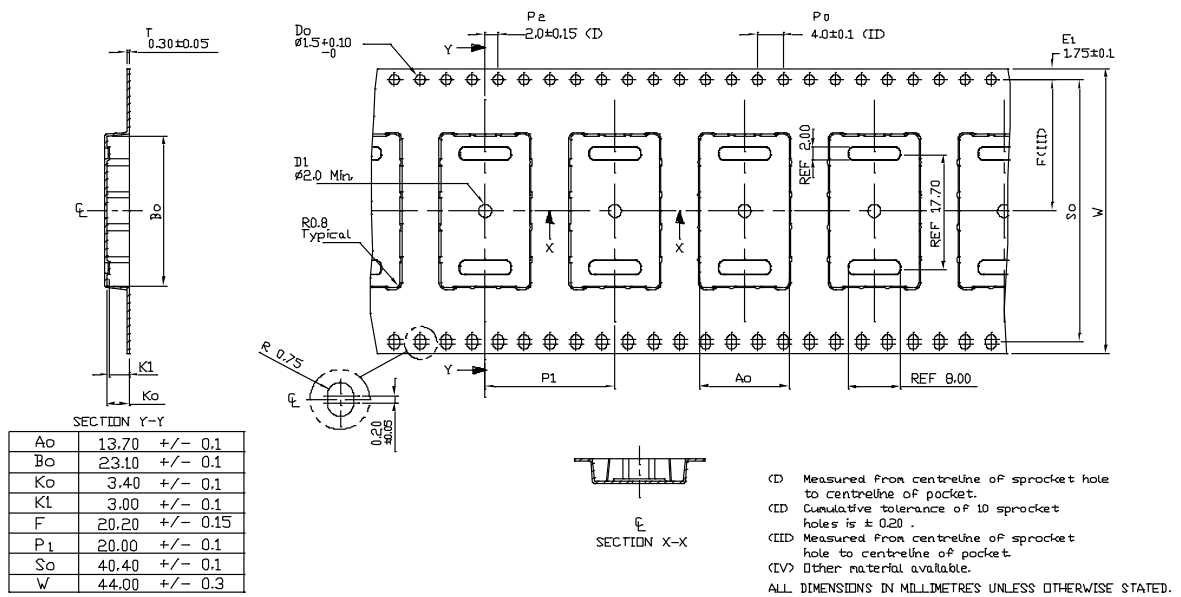 T
0.30±0.05
Do
Ø1.5+0.10
-0
Y
P2
2.0±0.15 (I)
Po
4.0±0.1 (II)
E1
1.75±0.1
D1
Ø2.0 Min.
R0.8
Typical
REF 2.00
REF 17.70
F(III)
So
W
CL
Bo
X
X
K1
Ko
R 0.75
CL
0.20
±0.05
Y
P1
Ao
REF 8.00
SECTION Y-Y
Ao 13.70 +/- 0.1
Bo 23.10 +/- 0.1
Ko 3.40 +/- 0.1
K1 3.00 +/- 0.1
F 20.20 +/- 0.15
P1 20.00 +/- 0.1
So 40.40 +/- 0.1
W 44.00 +/- 0.3
CL
SECTION X-X
(I) Measured from centreline of sprocket hole
to centreline of pocket.
(II) Cumulative tolerance of 10 sprocket
holes is ± 0.20 .
(III) Measured from centreline of sprocket
hole to centreline of pocket
(IV) Other material available.
ALL DIMENSIONS IN MILLIMETRES UNLESS OTHERWISE STATED.